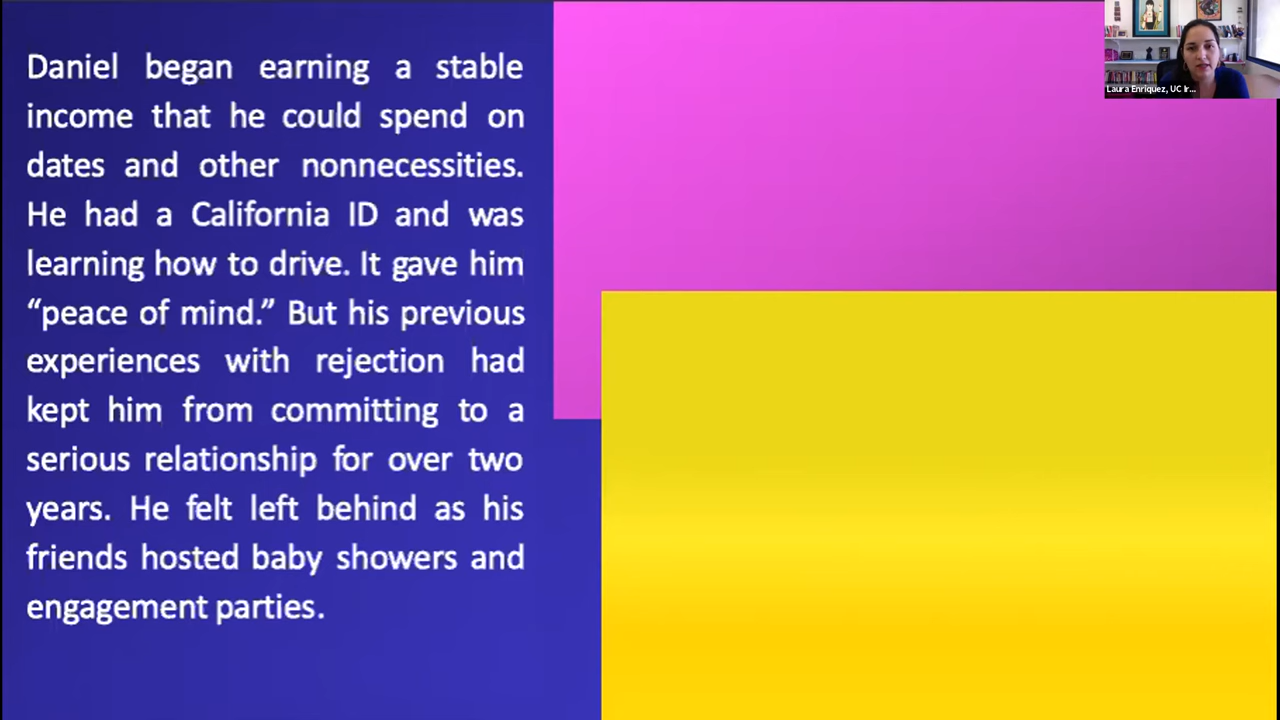 Daniel began earning a stable
income that he could spend on
dates and other nonnecessities.
He had a California ID and was
learning how to drive. It gave him
“peace of mind.” But his previous
experiences with rejection had
kept him from committing to a
serious relationship for over two
years. He felt left behind as his
friends hosted baby showers and
engagement parties.
Laura Enriquez, UC Ir...